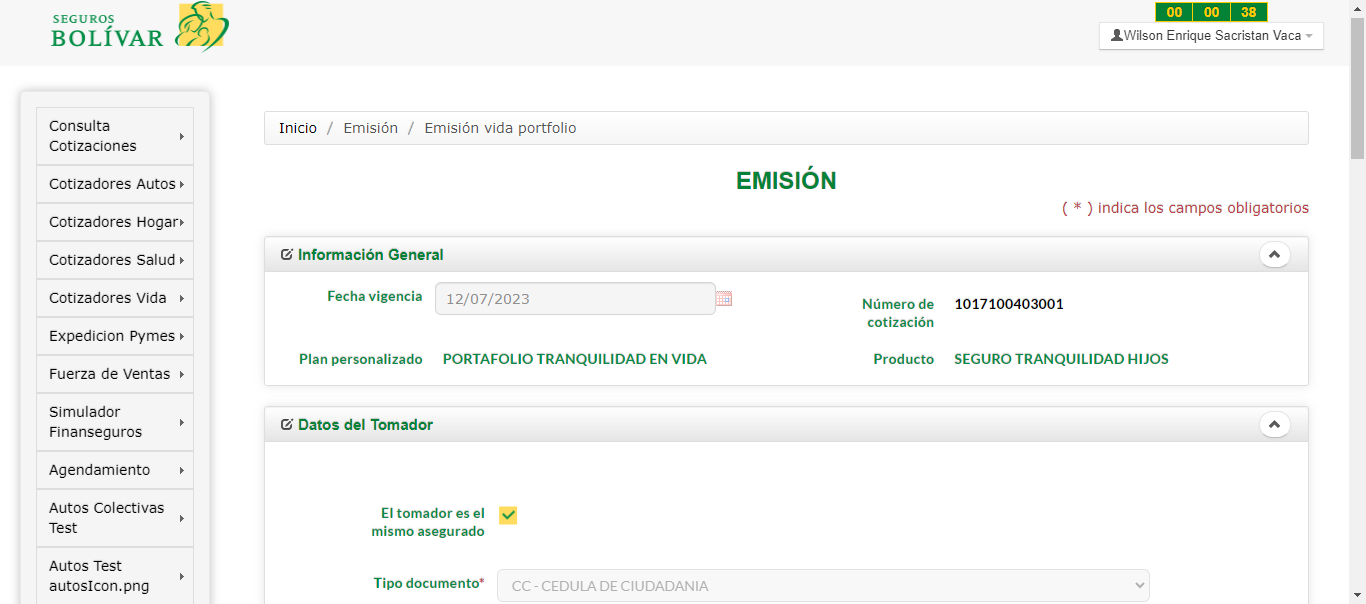 SEGUROS
BOLÍVAR
00 00 38
Wilson Enrique Sacristan Vaca
Consulta
Cotizaciones
Cotizadores Autos
Cotizadores Hogar
Cotizadores Salud
Cotizadores Vida
Expedicion Pymes
Fuerza de Ventas
Simulador
Finanseguros
Agendamiento
Autos Colectivas
Test
Autos Test
autosIcon.png
Inicio / Emisión / Emisión vida portfolio
EMISIÓN
( * ) indica los campos obligatorios
Información General
Fecha vigencia 12/07/2023
Número de
cotización
1017100403001
Plan personalizado PORTAFOLIO TRANQUILIDAD EN VIDA
Producto SEGURO TRANQUILIDAD HIJOS
Datos del Tomador
El tomador es el
mismo asegurado
Tipo documento* CC - CEDULA DE CIUDADANIA